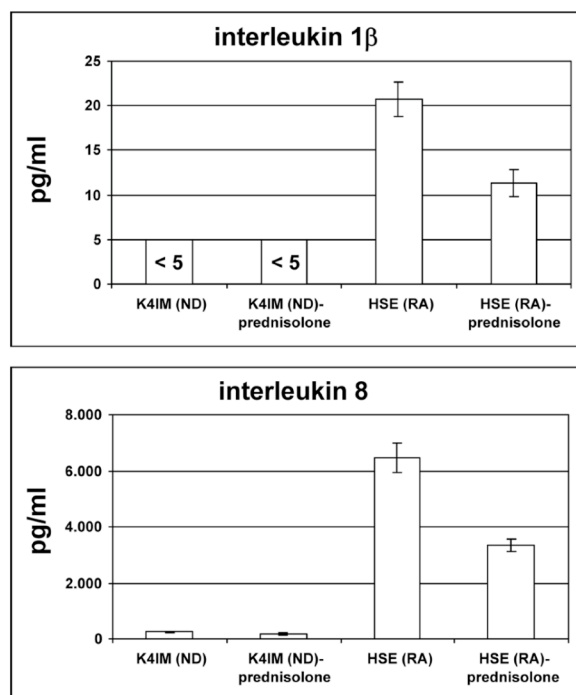 interleukin 1β
25
20
15
10
5
0
pg/ml
< 5
< 5
K4IM (ND)
K4IM (ND)-
prednisolone
HSE (RA)
HSE (RA)-
prednisolone
interleukin 8
8.000
6.000
4.000
2.000
0
pg/ml
K4IM (ND)
K4IM (ND)-
prednisolone
HSE (RA)
HSE (RA)-
prednisolone